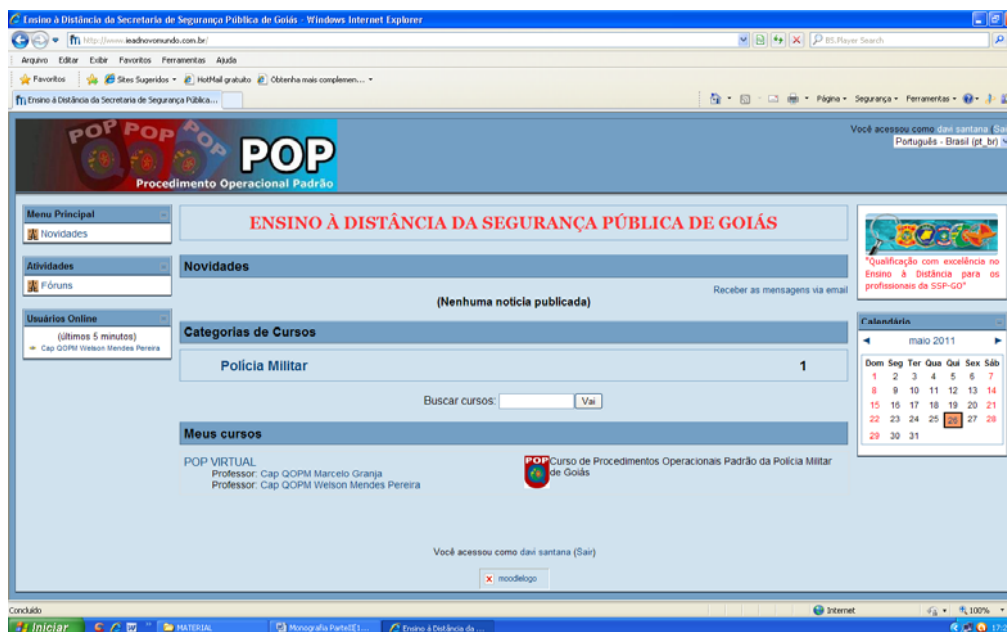 Ensino à Distância da Secretaria de Segurança Pública de Goiás - Windows Internet Explorer
http://www.ieadnovomundo.com.br/
BS.Player Search
Arquivo Editar Exibir Favoritos Ferramentas Ajuda
Favoritos Sites Sugeridos HotMail gratuito Obtenha mais complemen...
Ensino à Distância da Secretaria de Segurança Pública...
Página Segurança Ferramentas
POP POP POP POP
Procedimento Operacional Padrão
Você acessou como davi santana (Sai
Português - Brasil (pt_br)
Menu Principal
Novidades
Atividades
Fóruns
Usuários Online
(últimos 5 minutos)
Cap QOPM Welson Mendes Pereira
ENSINO À DISTÂNCIA DA SEGURANÇA PÚBLICA DE GOIÁS
Novidades
Receber as mensagens via email
(Nenhuma notícia publicada)
Categorias de Cursos
Polícia Militar 1
Buscar cursos: Vai
Meus cursos
POP VIRTUAL
Professor: Cap QOPM Marcelo Granja
Professor: Cap QOPM Welson Mendes Pereira
POP
Curso de Procedimentos Operacionais Padrão da Polícia Militar
de Goiás
"Qualificação com excelência no
Ensino à Distância para os
profissionais da SSP-GO"
Calendário
maio 2011
Dom Seg Ter Qua Qui Sex Sáb
1 2 3 4 5 6 7
8 9 10 11 12 13 14
15 16 17 18 19 20 21
22 23 24 25 26 27 28
29 30 31
Você acessou como davi santana (Sair)
moodlelogo
Concluído
Internet
100%
Iniciar
MATERIAL
Monografia ParteIIE1...
Ensino à Distância da ...